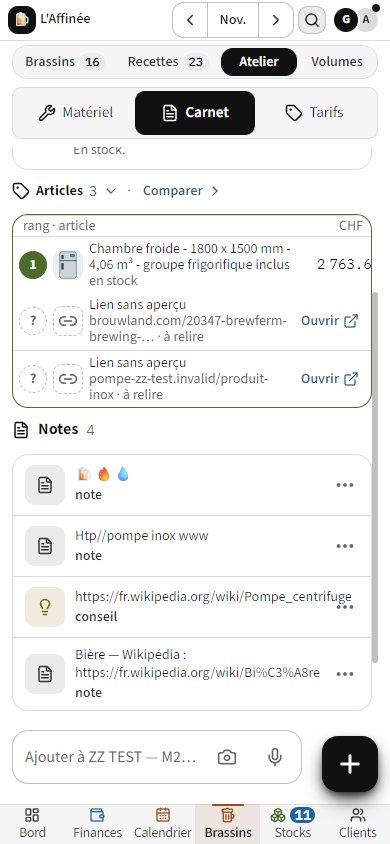 L'Affinée
Nov.
G A
Brassins 16 Recettes 23 Atelier Volumes
Matériel Carnet Tarifs
En stock.
Articles 3 · Comparer
rang · article CHF
1 Chambre froide - 1800 x 1500 mm -
4,06 m³ - groupe frigorifique inclus
en stock
2 763.6
Lien sans aperçu
? brouwland.com/20347-brewferm-
brewing-… · à relire
Ouvrir
Lien sans aperçu
? pompe-zz-test.invalid/produit-
inox · à relire
Ouvrir
Notes 4
🍺 🔥 💧
note
Htp//pompe inox www
note
https://fr.wikipedia.org/wiki/Pompe_centrifuge
conseil
Bière — Wikipédia :
https://fr.wikipedia.org/wiki/Bi%C3%A8re
note
Ajouter à ZZ TEST — M2…
11
Bord Finances Calendrier Brassins Stocks Clients